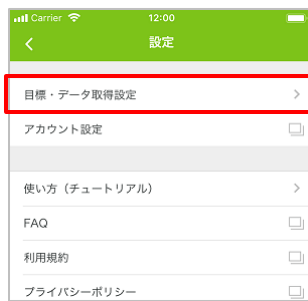 Carrier 12:00
設定
目標・データ取得設定
アカウント設定
使い方（チュートリアル）
FAQ
利用規約
プライバシーポリシー